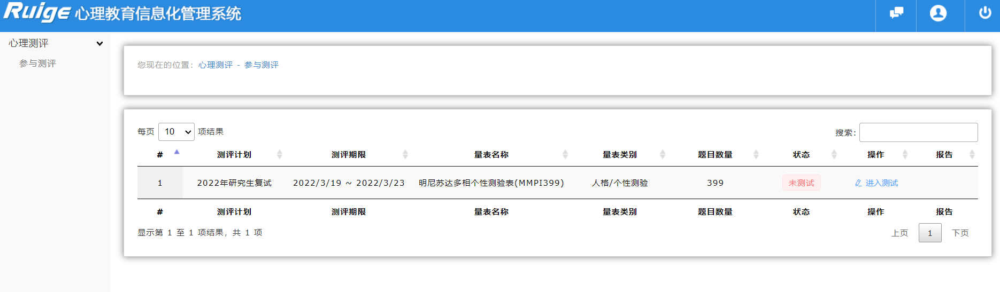 Ruige 心理教育信息化管理系统
心理测评
参与测评
您现在的位置：心理测评 - 参与测评
每页 10 项结果
搜索：
# 测评计划 测评期限 量表名称 量表类别 题目数量 状态 操作 报告
1 2022年研究生复试 2022/3/19 ~ 2022/3/23 明尼苏达多相个性测验表(MMPI399) 人格/个性测验 399 未测试 进入测试
# 测评计划 测评期限 量表名称 量表类别 题目数量 状态 操作 报告
显示第 1 至 1 项结果，共 1 项
上页 1 下页